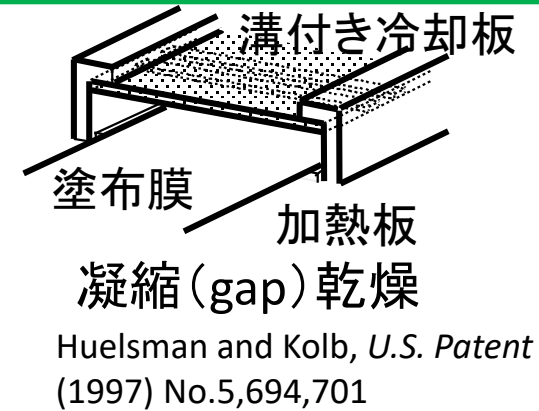 溝付き冷却板
塗布膜
加熱板
凝縮（gap）乾燥
Huelsman and Kolb, U.S. Patent
(1997) No.5,694,701